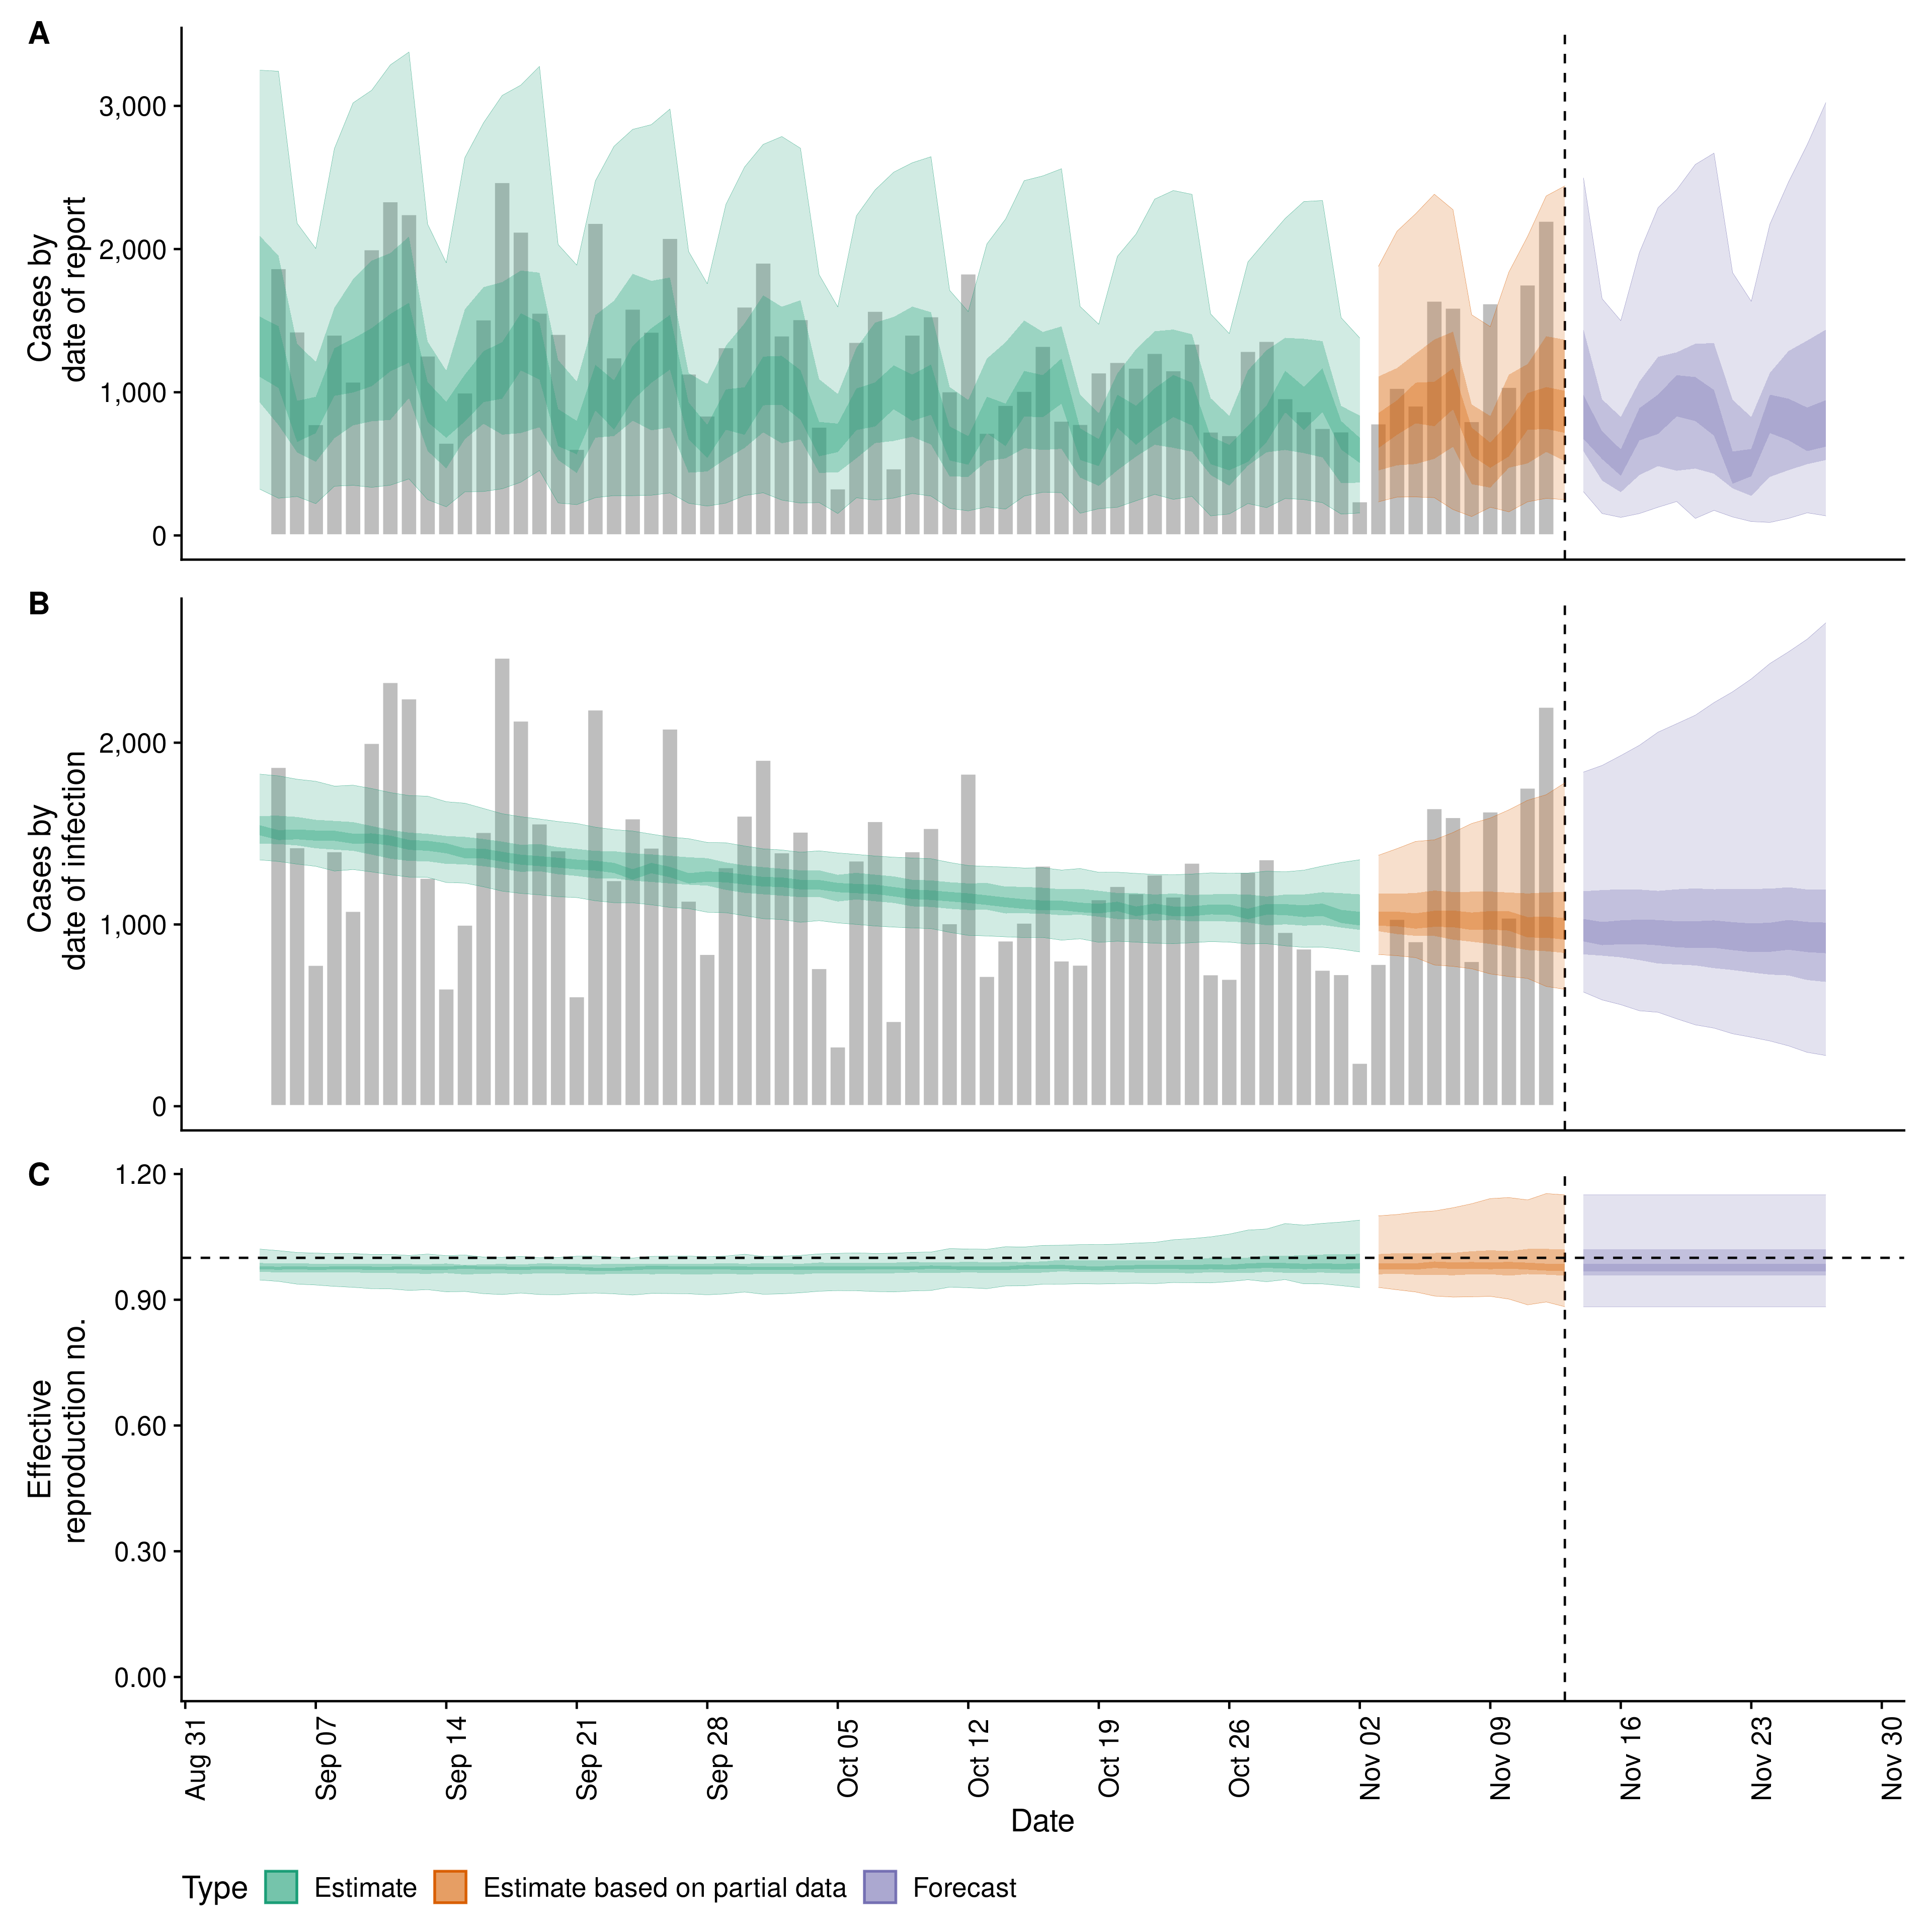 A
Cases by
date of report
3,000
2,000
1,000
0
B
Cases by
date of infection
2,000
1,000
0
C
Effective
reproduction no.
1.20
0.90
0.60
0.30
0.00
Aug 31
Sep 07
Sep 14
Sep 21
Sep 28
Oct 05
Oct 12
Oct 19
Oct 26
Nov 02
Nov 09
Nov 16
Nov 23
Nov 30
Date
Type Estimate Estimate based on partial data Forecast